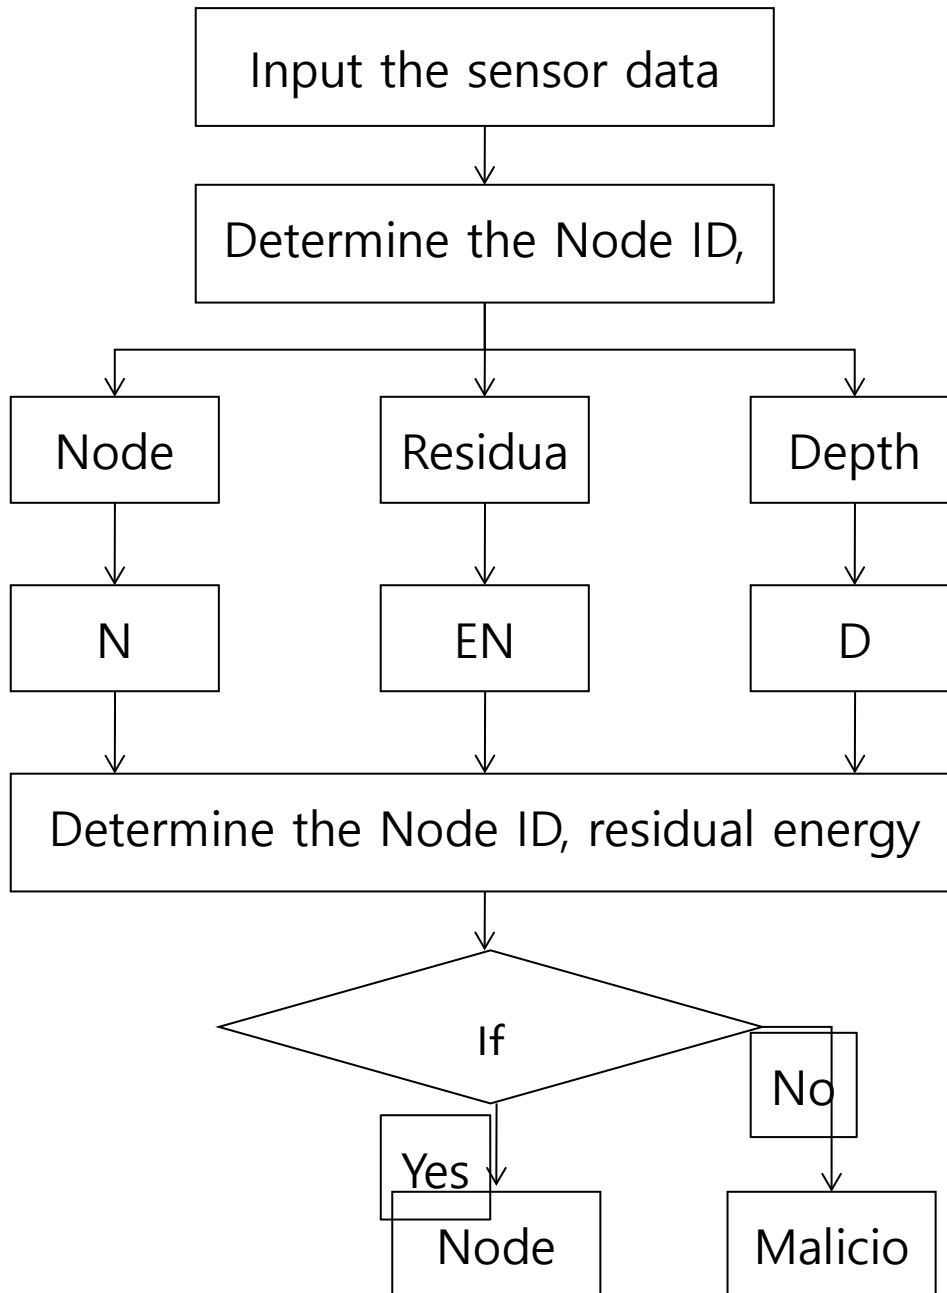 Input the sensor data
Determine the Node ID,
Node
Residua
Depth
N
EN
D
Determine the Node ID, residual energy
If
No
Yes
Node
Malicio